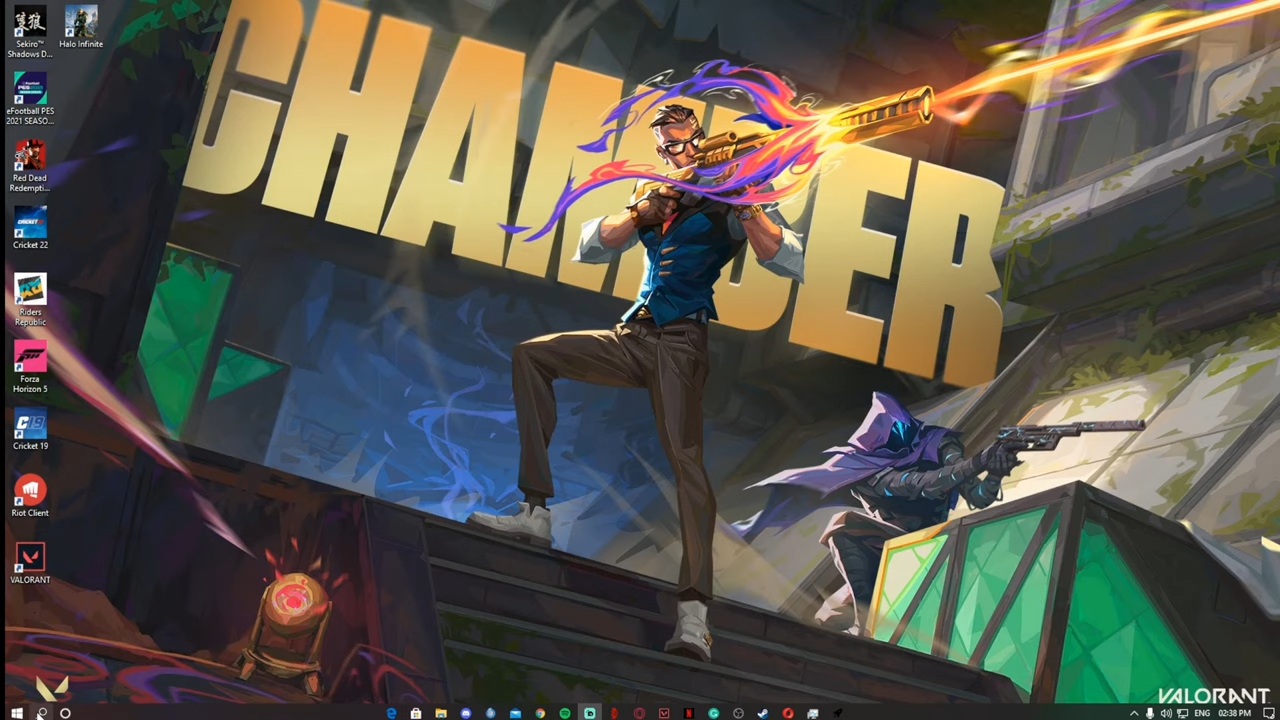 CHAMBER
Sekiro™
Shadows D...
Halo Infinite
eFootball PES
2021 SEASO...
Red Dead
Redempti...
Cricket 22
Riders
Republic
Forza
Horizon 5
C19
Cricket 19
Riot Client
VALORANT
VALORANT
ENG
02:38 PM